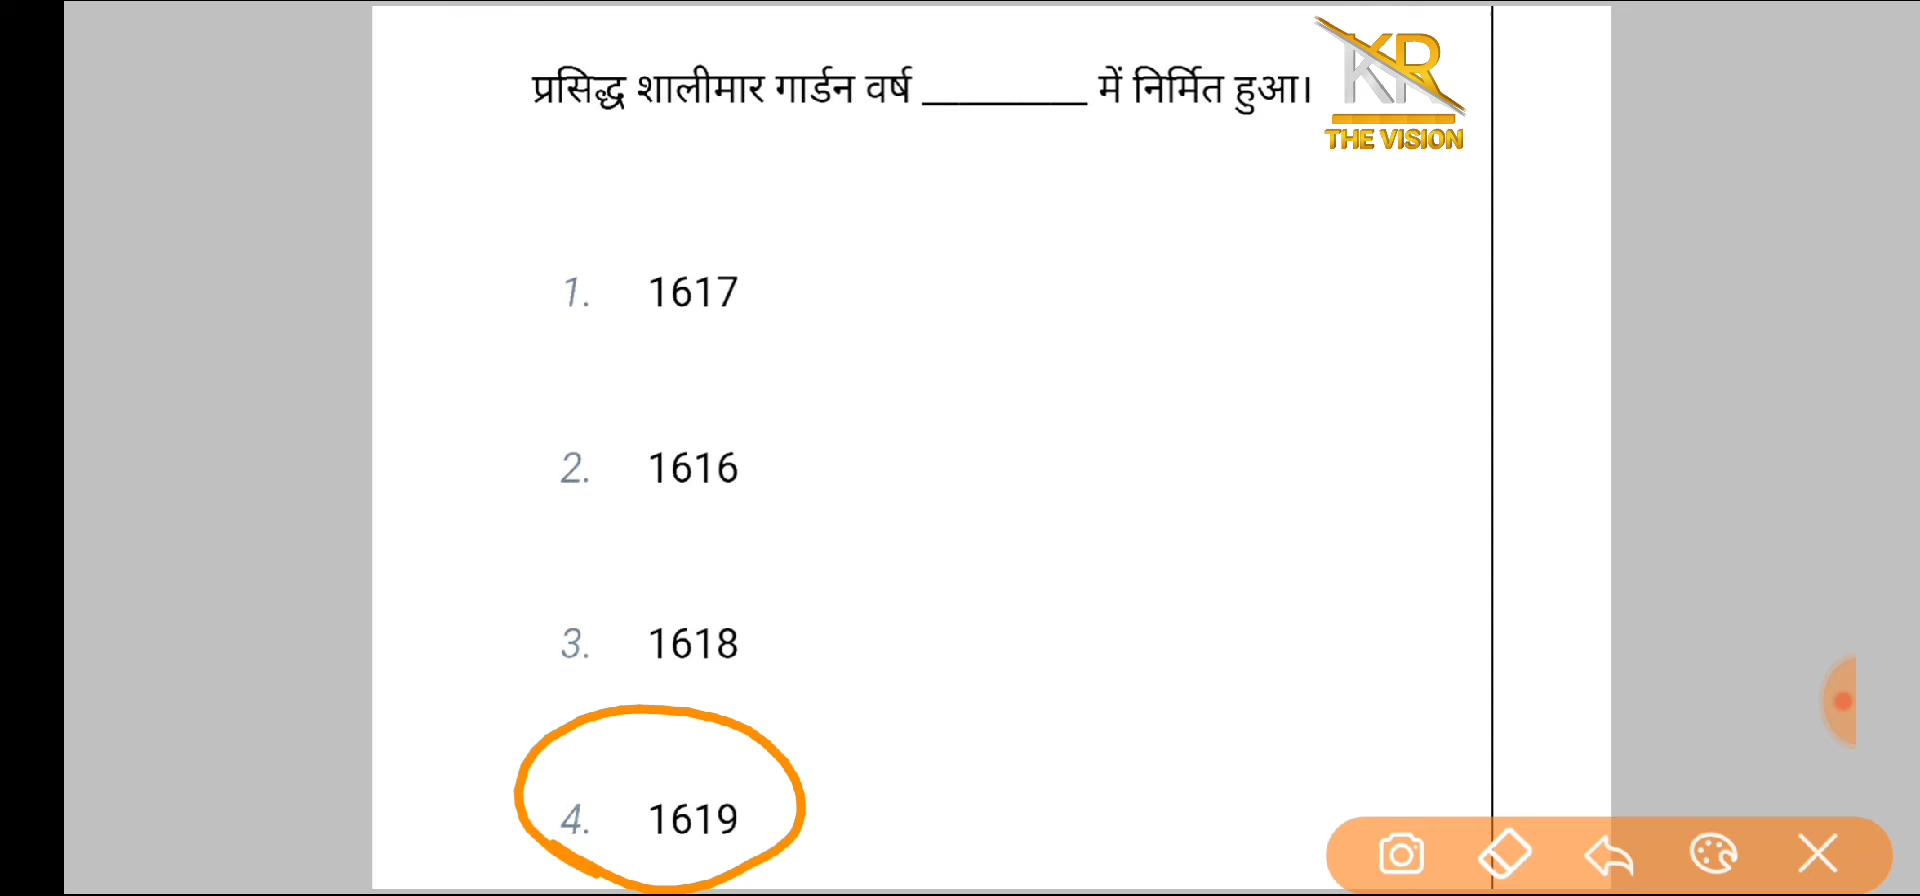 प्रसिद्ध शालीमार गार्डन वर्ष ________ में निर्मित हुआ।
KR
THE VISION
1. 1617
2. 1616
3. 1618
4. 1619